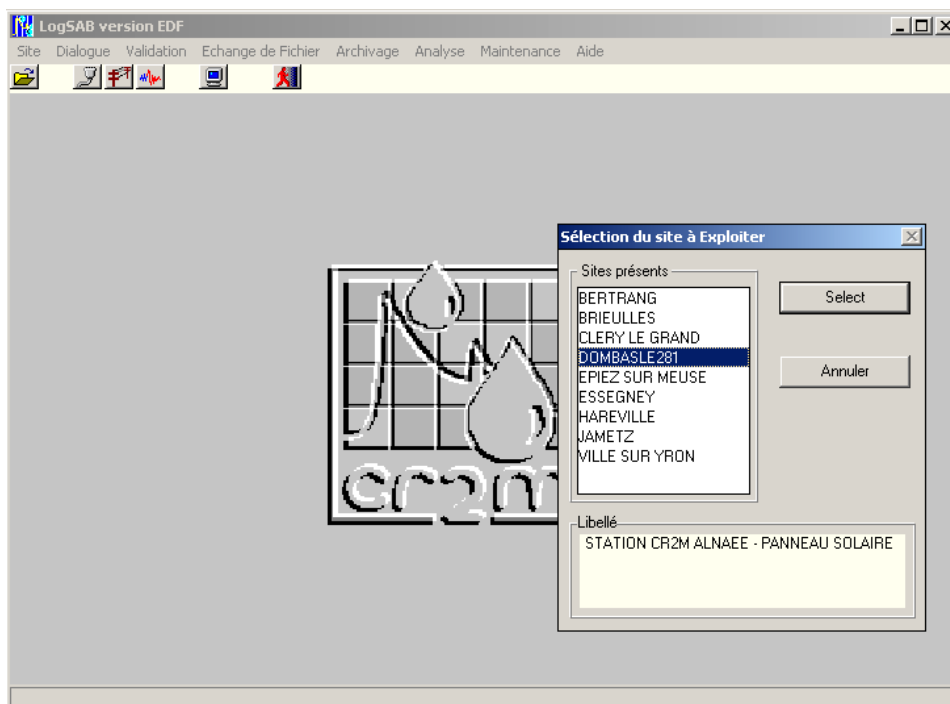 LogSAB version EDF
Site Dialogue Validation Echange de Fichier Archivage Analyse Maintenance Aide
Sélection du site à Exploiter
Sites présents
BERTRANG
BRIEULLES
CLERY LE GRAND
DOMBASLE281
EPIEZ SUR MEUSE
ESSEGNEY
HAREVILLE
JAMETZ
VILLE SUR YRON
Select
Annuler
Libellé
STATION CR2M ALNAEE - PANNEAU SOLAIRE
cr2m